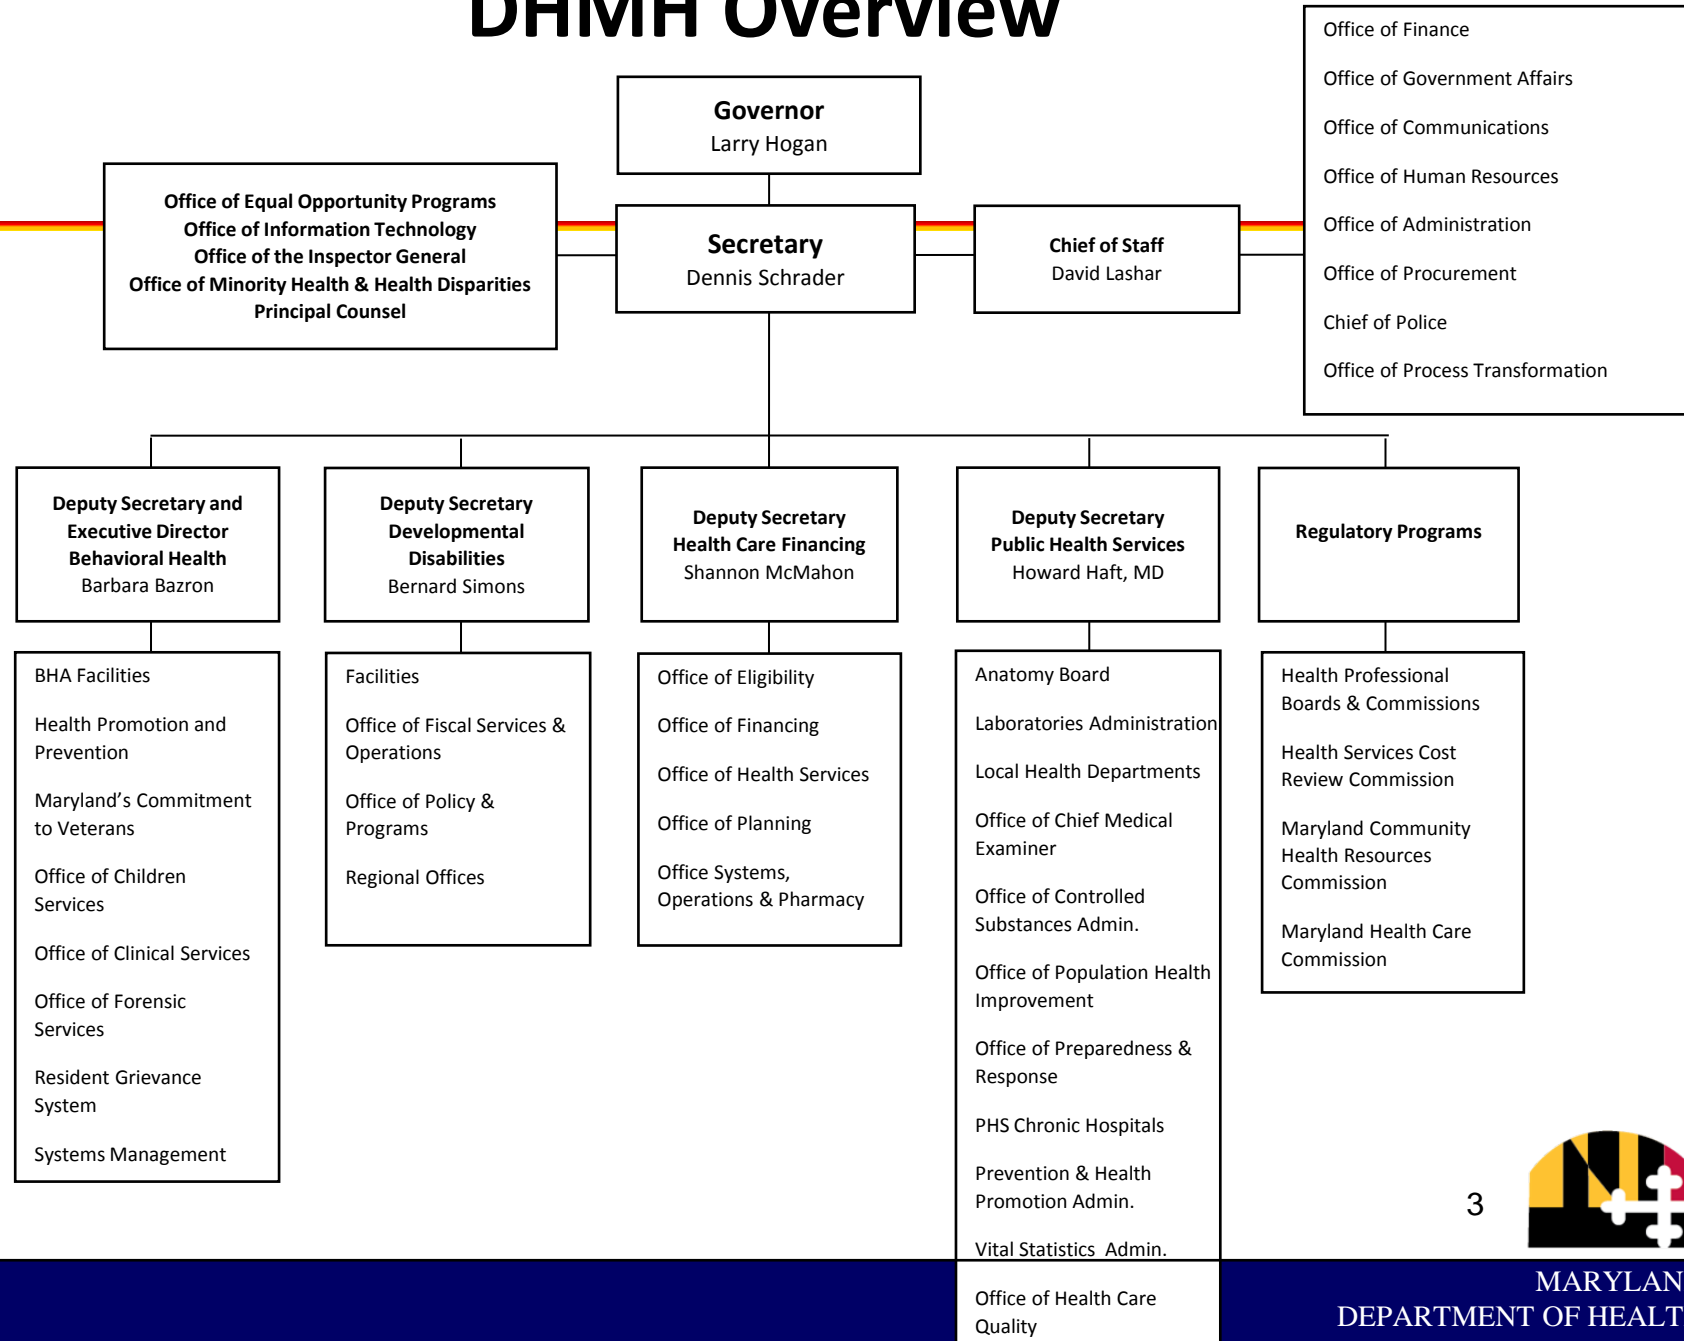 DHMH Overview
Governor
Larry Hogan
Office of Equal Opportunity Programs
Office of Information Technology
Office of the Inspector General
Office of Minority Health & Health Disparities
Principal Counsel
Secretary
Dennis Schrader
Chief of Staff
David Lashar
Office of Finance
Office of Government Affairs
Office of Communications
Office of Human Resources
Office of Administration
Office of Procurement
Chief of Police
Office of Process Transformation
Deputy Secretary and
Executive Director
Behavioral Health
Barbara Bazron
Deputy Secretary
Developmental
Disabilities
Bernard Simons
Deputy Secretary
Health Care Financing
Shannon McMahon
Deputy Secretary
Public Health Services
Howard Haft, MD
Regulatory Programs
BHA Facilities
Health Promotion and
Prevention
Maryland’s Commitment
to Veterans
Office of Children
Services
Office of Clinical Services
Office of Forensic
Services
Resident Grievance
System
Systems Management
Facilities
Office of Fiscal Services &
Operations
Office of Policy &
Programs
Regional Offices
Office of Eligibility
Office of Financing
Office of Health Services
Office of Planning
Office Systems,
Operations & Pharmacy
Anatomy Board
Laboratories Administration
Local Health Departments
Office of Chief Medical
Examiner
Office of Controlled
Substances Admin.
Office of Population Health
Improvement
Office of Preparedness &
Response
PHS Chronic Hospitals
Prevention & Health
Promotion Admin.
Vital Statistics Admin.
Office of Health Care
Quality
Health Professional
Boards & Commissions
Health Services Cost
Review Commission
Maryland Community
Health Resources
Commission
Maryland Health Care
Commission
3
MARYLAN
DEPARTMENT OF HEALT